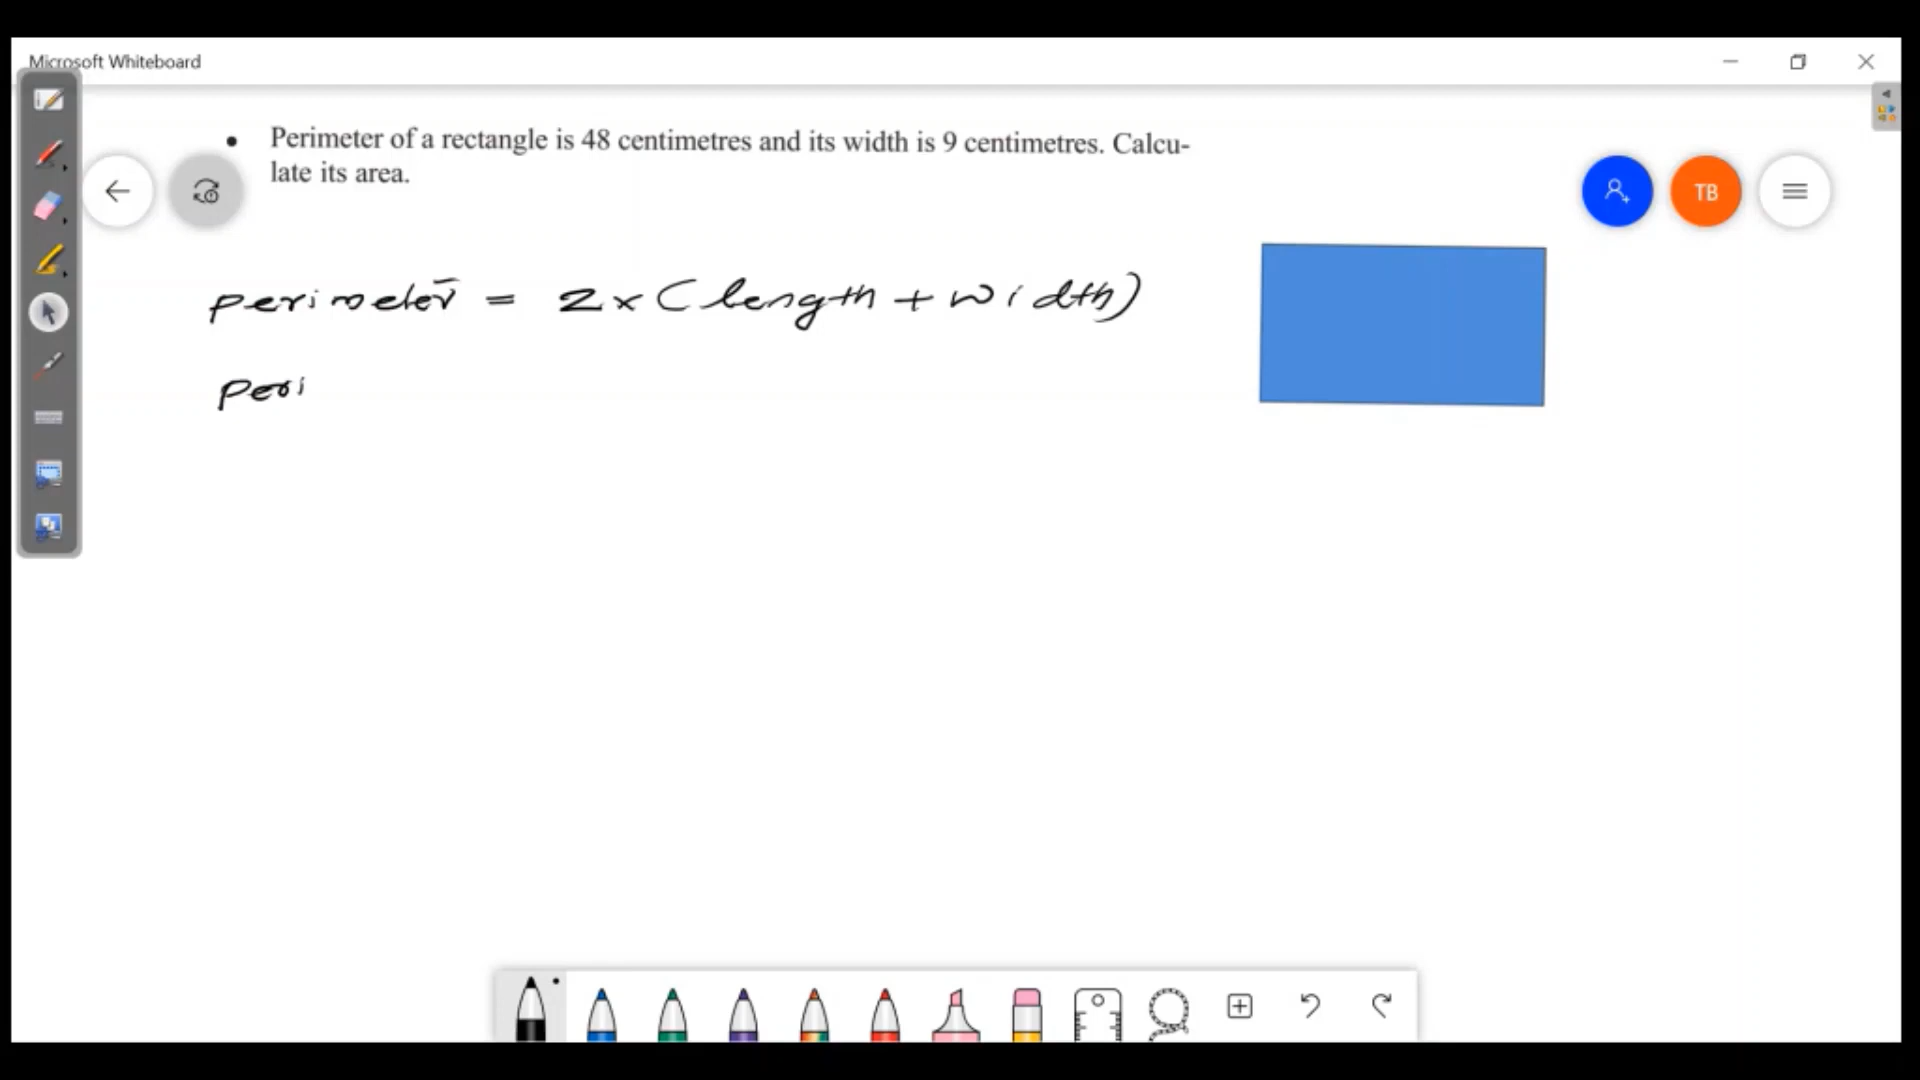 Microsoft Whiteboard
• Perimeter of a rectangle is 48 centimetres and its width is 9 centimetres. Calcu-
late its area.
TB
perimeter = 2x (length + width)
peri